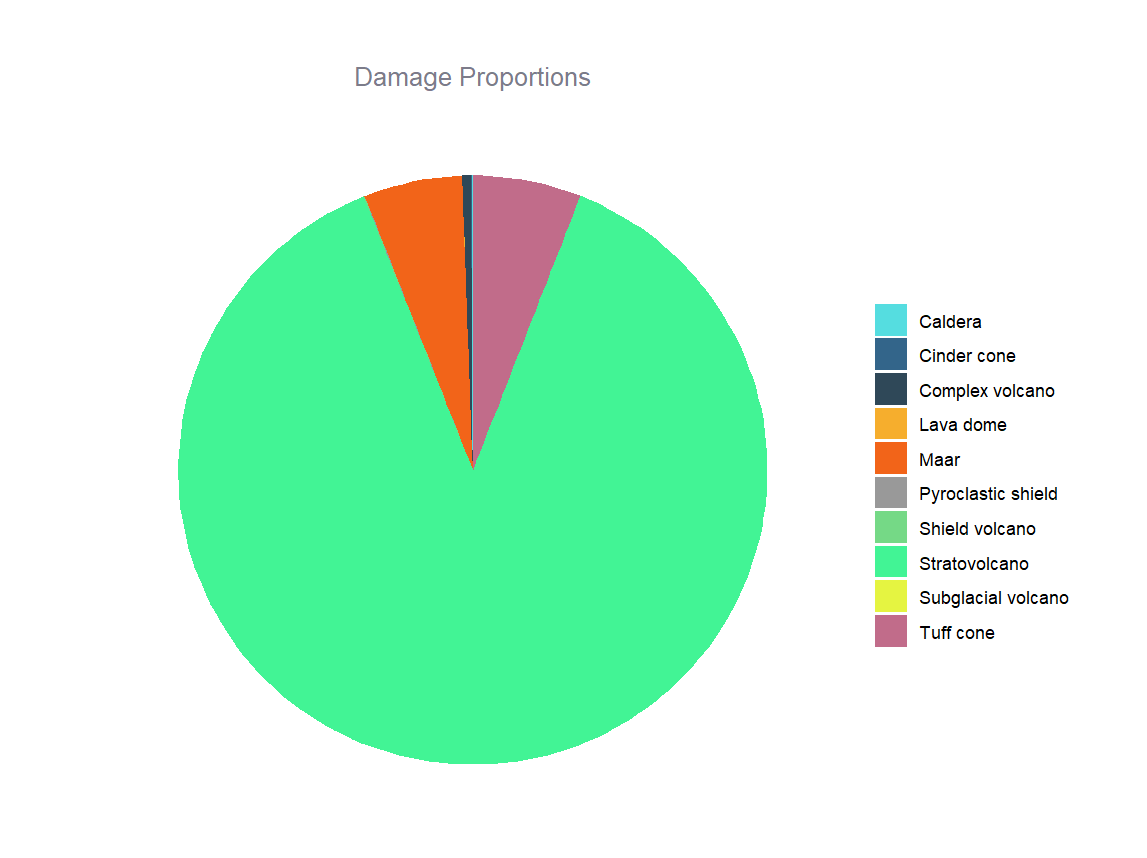 Damage Proportions
Caldera
Cinder cone
Complex volcano
Lava dome
Maar
Pyroclastic shield
Shield volcano
Stratovolcano
Subglacial volcano
Tuff cone